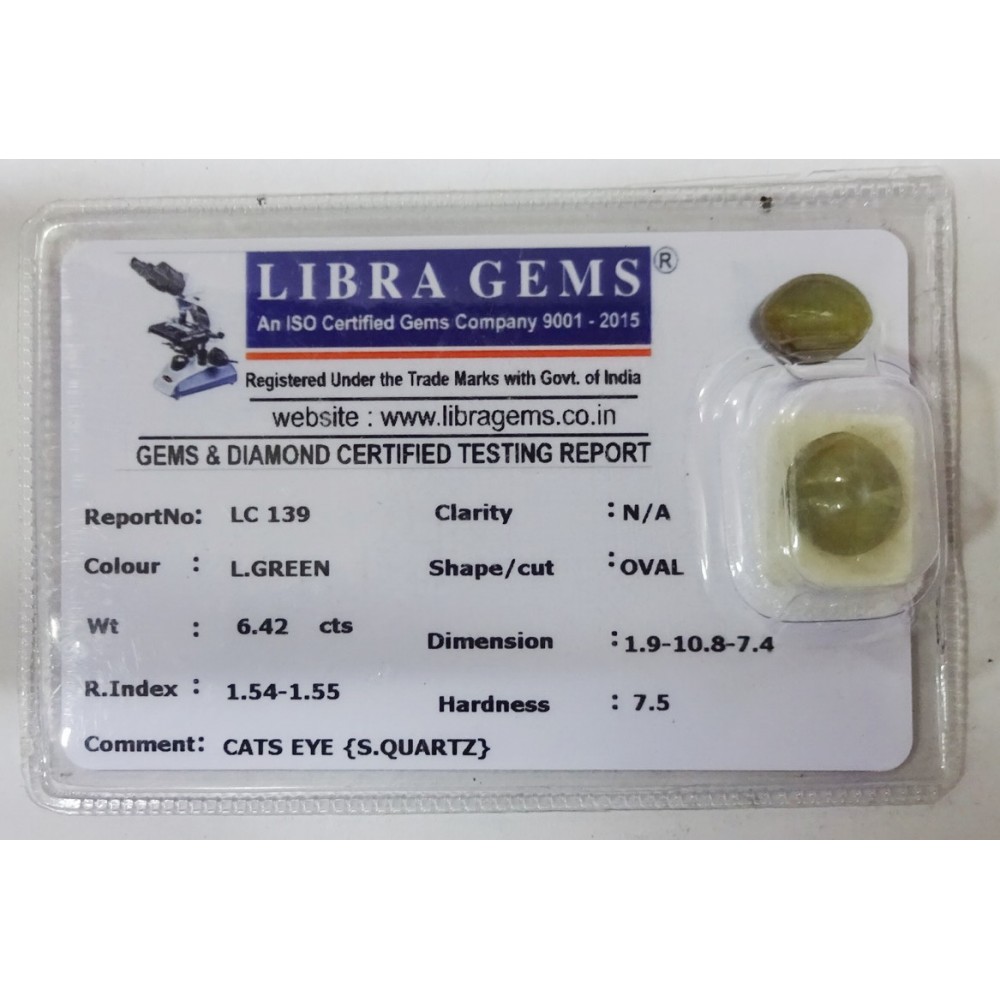 LIBRA GEMS ®
An ISO Certified Gems Company 9001 - 2015
Registered Under the Trade Marks with Govt. of India
website : www.libragems.co.in
GEMS & DIAMOND CERTIFIED TESTING REPORT
ReportNo: LC 139 Clarity : N/A
Colour : L.GREEN Shape/cut : OVAL
Wt : 6.42 cts Dimension : 1.9-10.8-7.4
R.Index : 1.54-1.55 Hardness : 7.5
Comment: CATS EYE {S.QUARTZ}